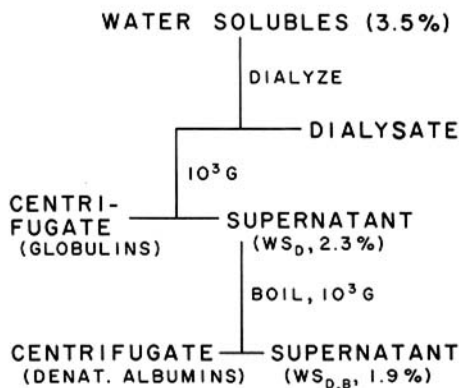 WATER SOLUBLES (3.5%)
DIALYZE
DIALYSATE
10³G
CENTRI-
FUGATE
(GLOBULINS)
SUPERNATANT
(WS_D, 2.3%)
BOIL, 10³G
CENTRIFUGATE
(DENAT. ALBUMINS)
SUPERNATANT
(WS_D,B, 1.9%)